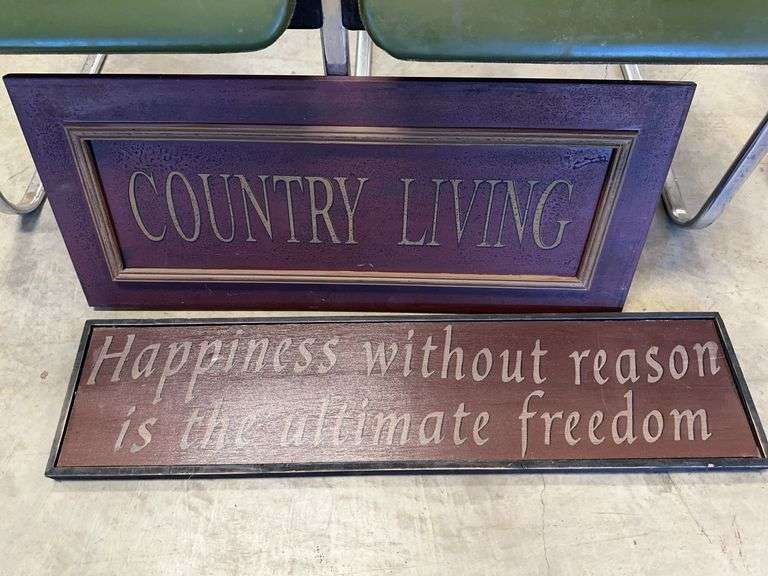 COUNTRY LIVING
Happiness without reason
is the ultimate freedom